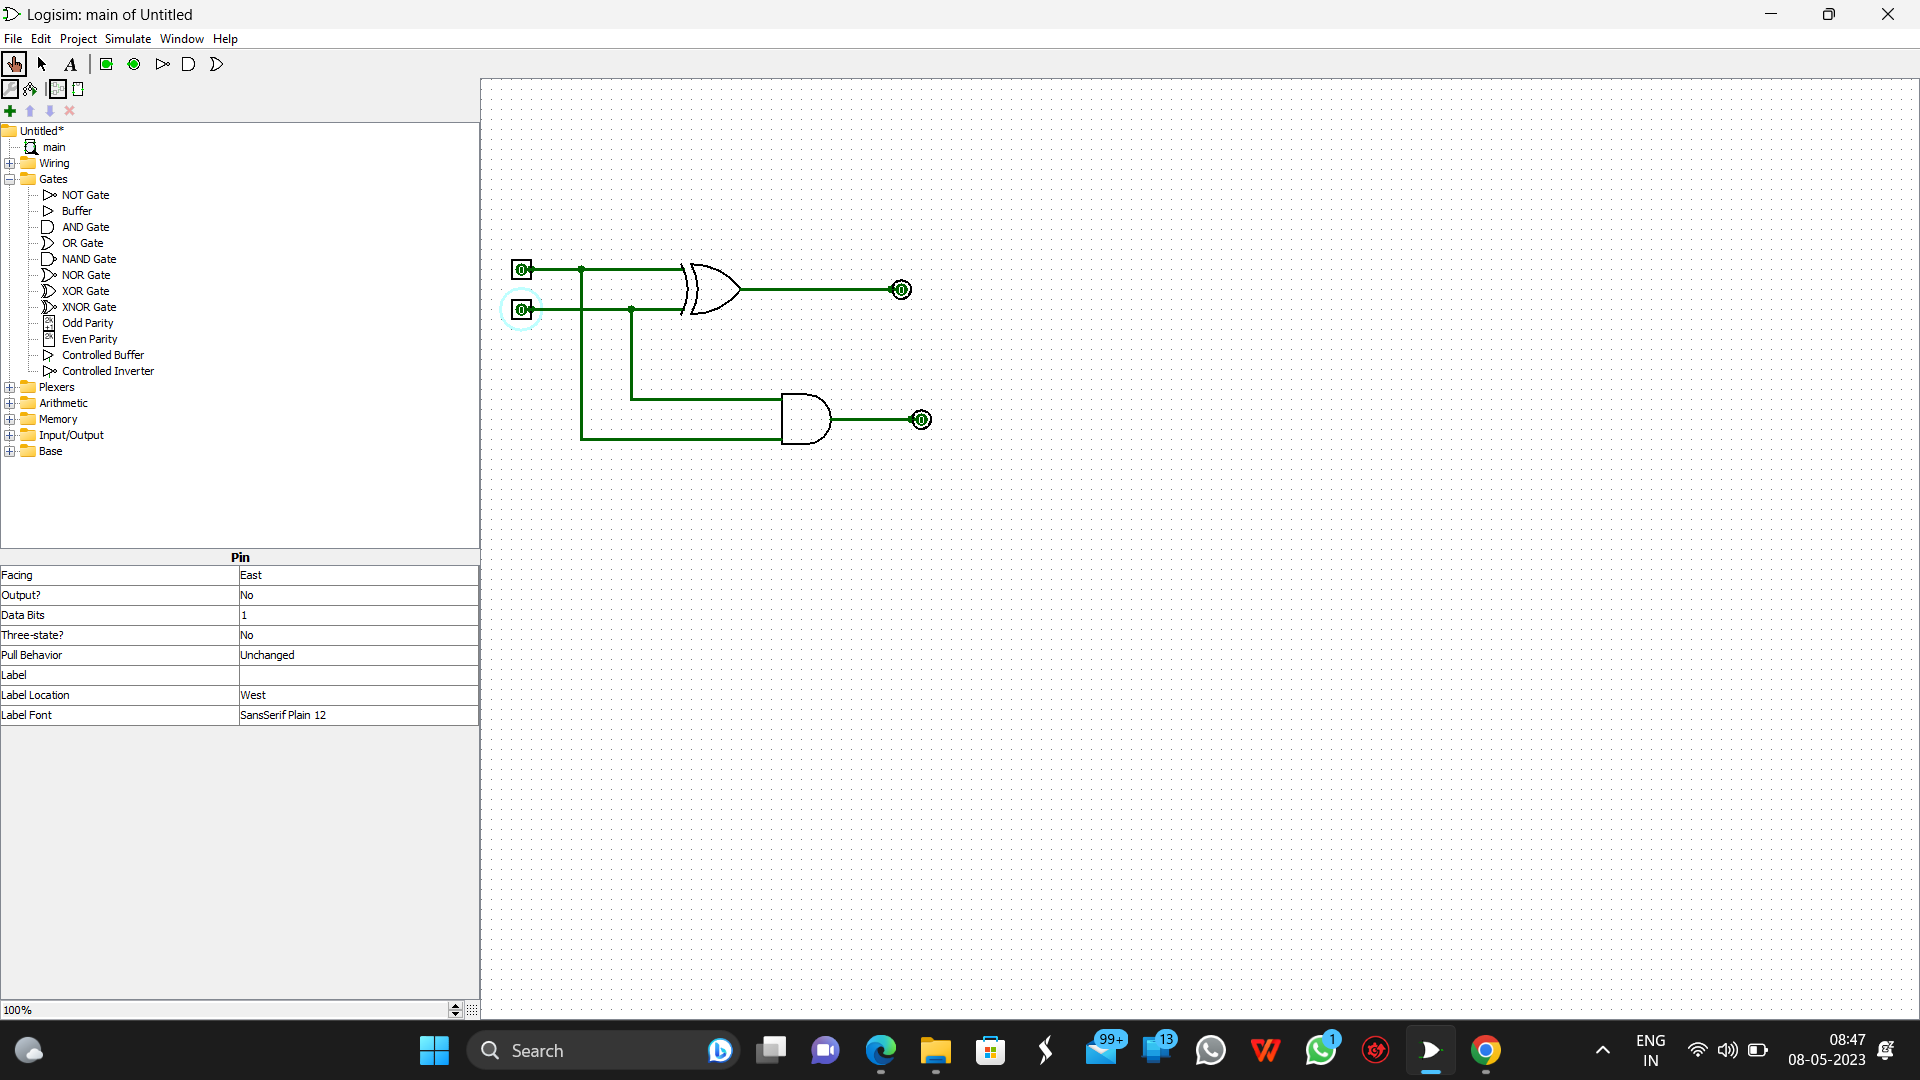 Logisim: main of Untitled
File Edit Project Simulate Window Help
A
Untitled*
main
Wiring
Gates
NOT Gate
Buffer
AND Gate
OR Gate
NAND Gate
NOR Gate
XOR Gate
XNOR Gate
Odd Parity
Even Parity
Controlled Buffer
Controlled Inverter
Plexers
Arithmetic
Memory
Input/Output
Base
0
0
0
0
Pin
Facing East
Output? No
Data Bits 1
Three-state? No
Pull Behavior Unchanged
Label
Label Location West
Label Font SansSerif Plain 12
100%
Search
99+
13
1
ENG
IN
08:47
08-05-2023